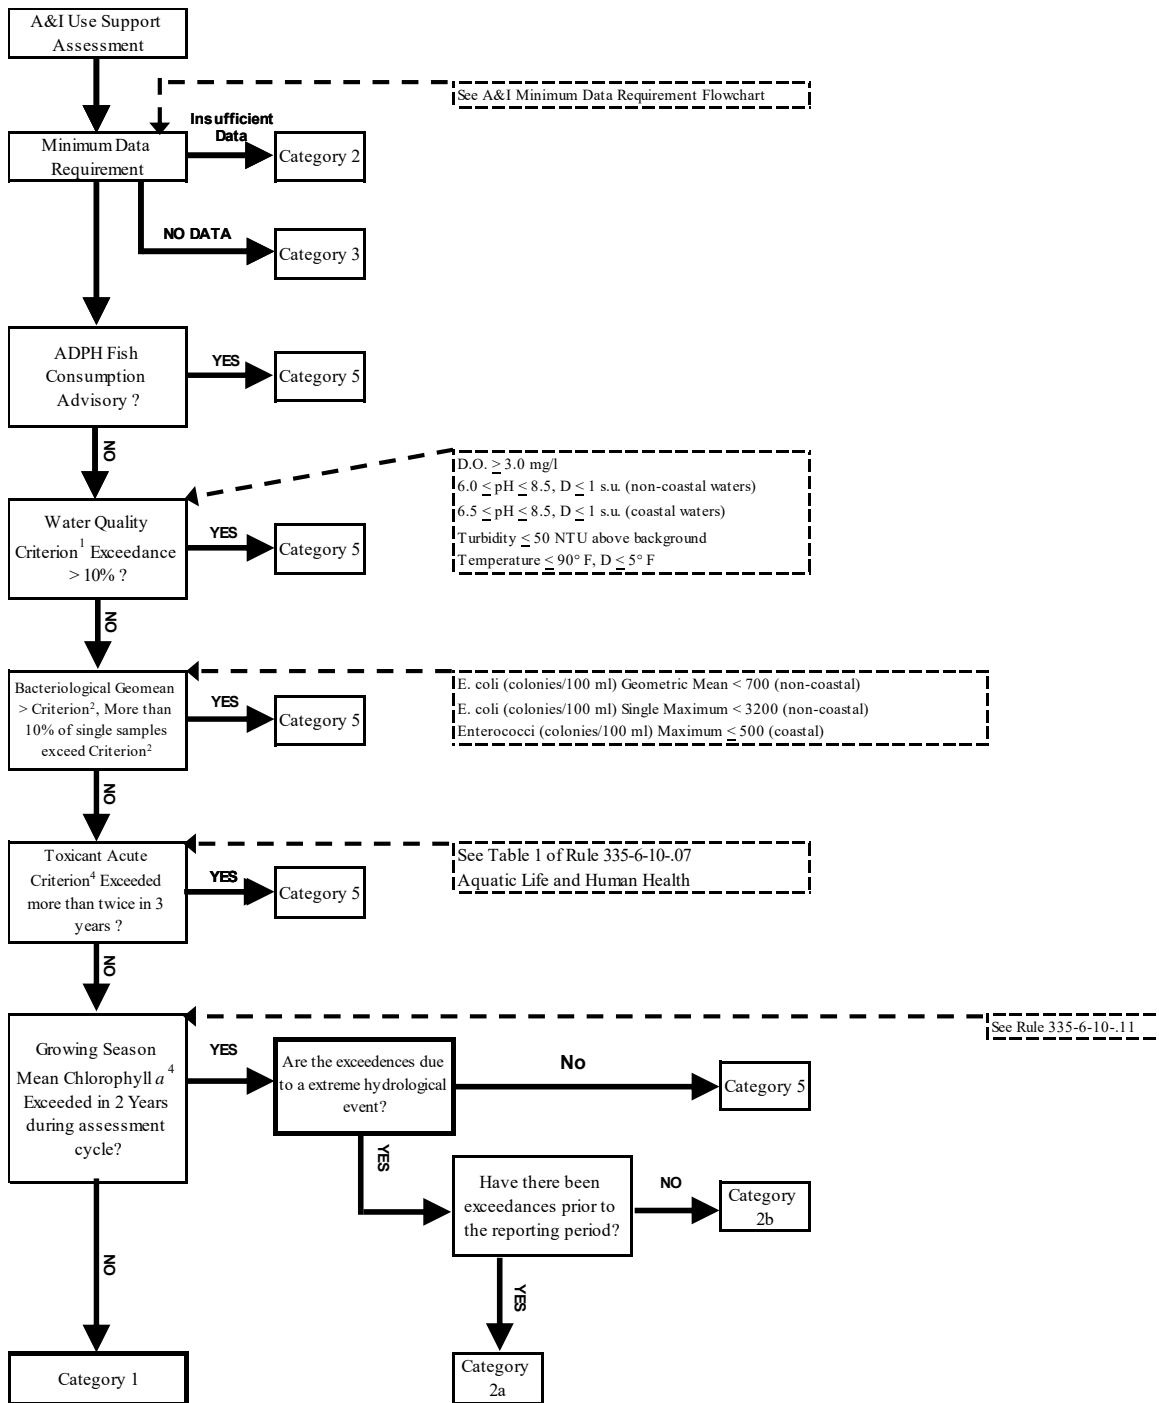 A&I Use Support
Assessment
See A&I Minimum Data Requirement Flowchart
Insufficient
Data
Minimum Data
Requirement
Category 2
NO DATA
Category 3
ADPH Fish
Consumption
Advisory ?
YES
Category 5
NO
D.O. ≥ 3.0 mg/l
6.0 ≤ pH ≤ 8.5, D ≤ 1 s.u. (non-coastal waters)
6.5 ≤ pH ≤ 8.5, D ≤ 1 s.u. (coastal waters)
Turbidity ≤ 50 NTU above background
Temperature ≤ 90° F, D ≤ 5° F
Water Quality
Criterion¹ Exceedance
> 10% ?
YES
Category 5
NO
Bacteriological Geomean
> Criterion², More than
10% of single samples
exceed Criterion²
YES
Category 5
E. coli (colonies/100 ml) Geometric Mean < 700 (non-coastal)
E. coli (colonies/100 ml) Single Maximum < 3200 (non-coastal)
Enterococci (colonies/100 ml) Maximum ≤ 500 (coastal)
NO
Toxicant Acute
Criterion⁴ Exceeded
more than twice in 3
years ?
YES
Category 5
See Table 1 of Rule 335-6-10-.07
Aquatic Life and Human Health
NO
See Rule 335-6-10-.11
Growing Season
Mean Chlorophyll a ⁴
Exceeded in 2 Years
during assessment
cycle?
YES
Are the exceedences due
to a extreme hydrological
event?
No
Category 5
YES
Have there been
exceedances prior to
the reporting period?
NO
Category
2b
NO
YES
Category 1
Category
2a